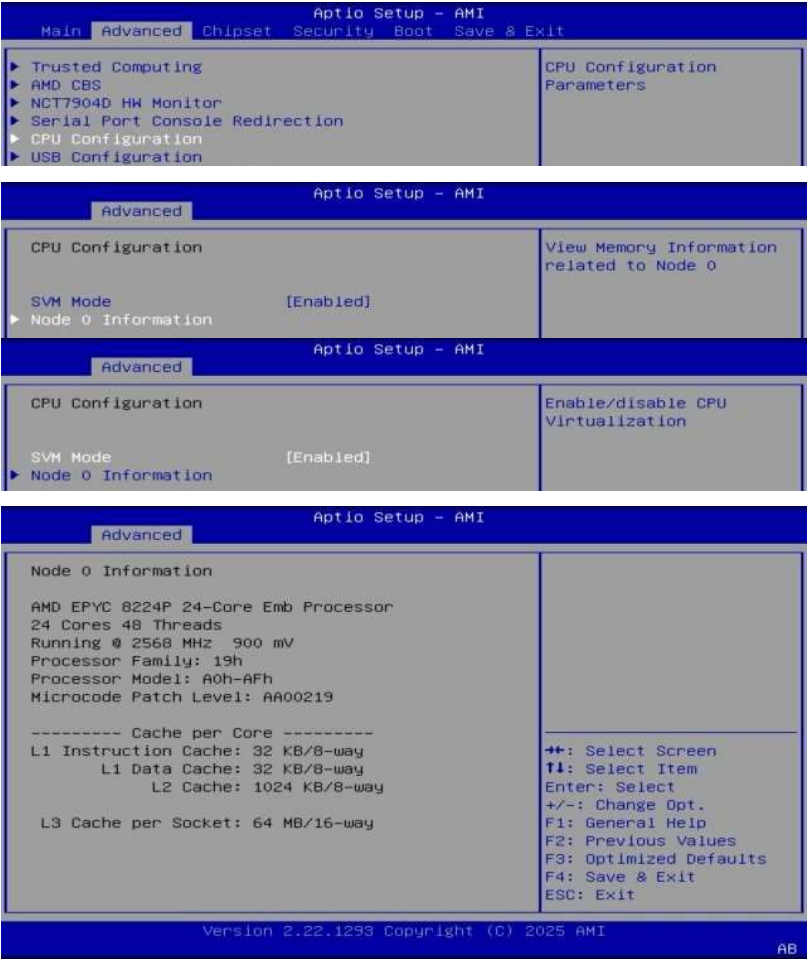 Aptio Setup – AMI
Main Advanced Chipset Security Boot Save & Exit
Trusted Computing
AMD CBS
NCT7904D HW Monitor
Serial Port Console Redirection
CPU Configuration
USB Configuration
CPU Configuration
Parameters
Aptio Setup – AMI
Advanced
CPU Configuration
SVM Mode [Enabled]
Node 0 Information
View Memory Information
related to Node 0
Aptio Setup – AMI
Advanced
CPU Configuration
SVM Mode [Enabled]
Node 0 Information
Enable/disable CPU
Virtualization
Aptio Setup – AMI
Advanced
Node 0 Information
AMD EPYC 8224P 24-Core Emb Processor
24 Cores 48 Threads
Running @ 2568 MHz 900 mV
Processor Family: 19h
Processor Model: A0h-AFh
Microcode Patch Level: AA00219
--------- Cache per Core ---------
L1 Instruction Cache: 32 KB/8-way
L1 Data Cache: 32 KB/8-way
L2 Cache: 1024 KB/8-way
L3 Cache per Socket: 64 MB/16-way
→←: Select Screen
↑↓: Select Item
Enter: Select
+/-: Change Opt.
F1: General Help
F2: Previous Values
F3: Optimized Defaults
F4: Save & Exit
ESC: Exit
Version 2.22.1293 Copyright (C) 2025 AMI
AB